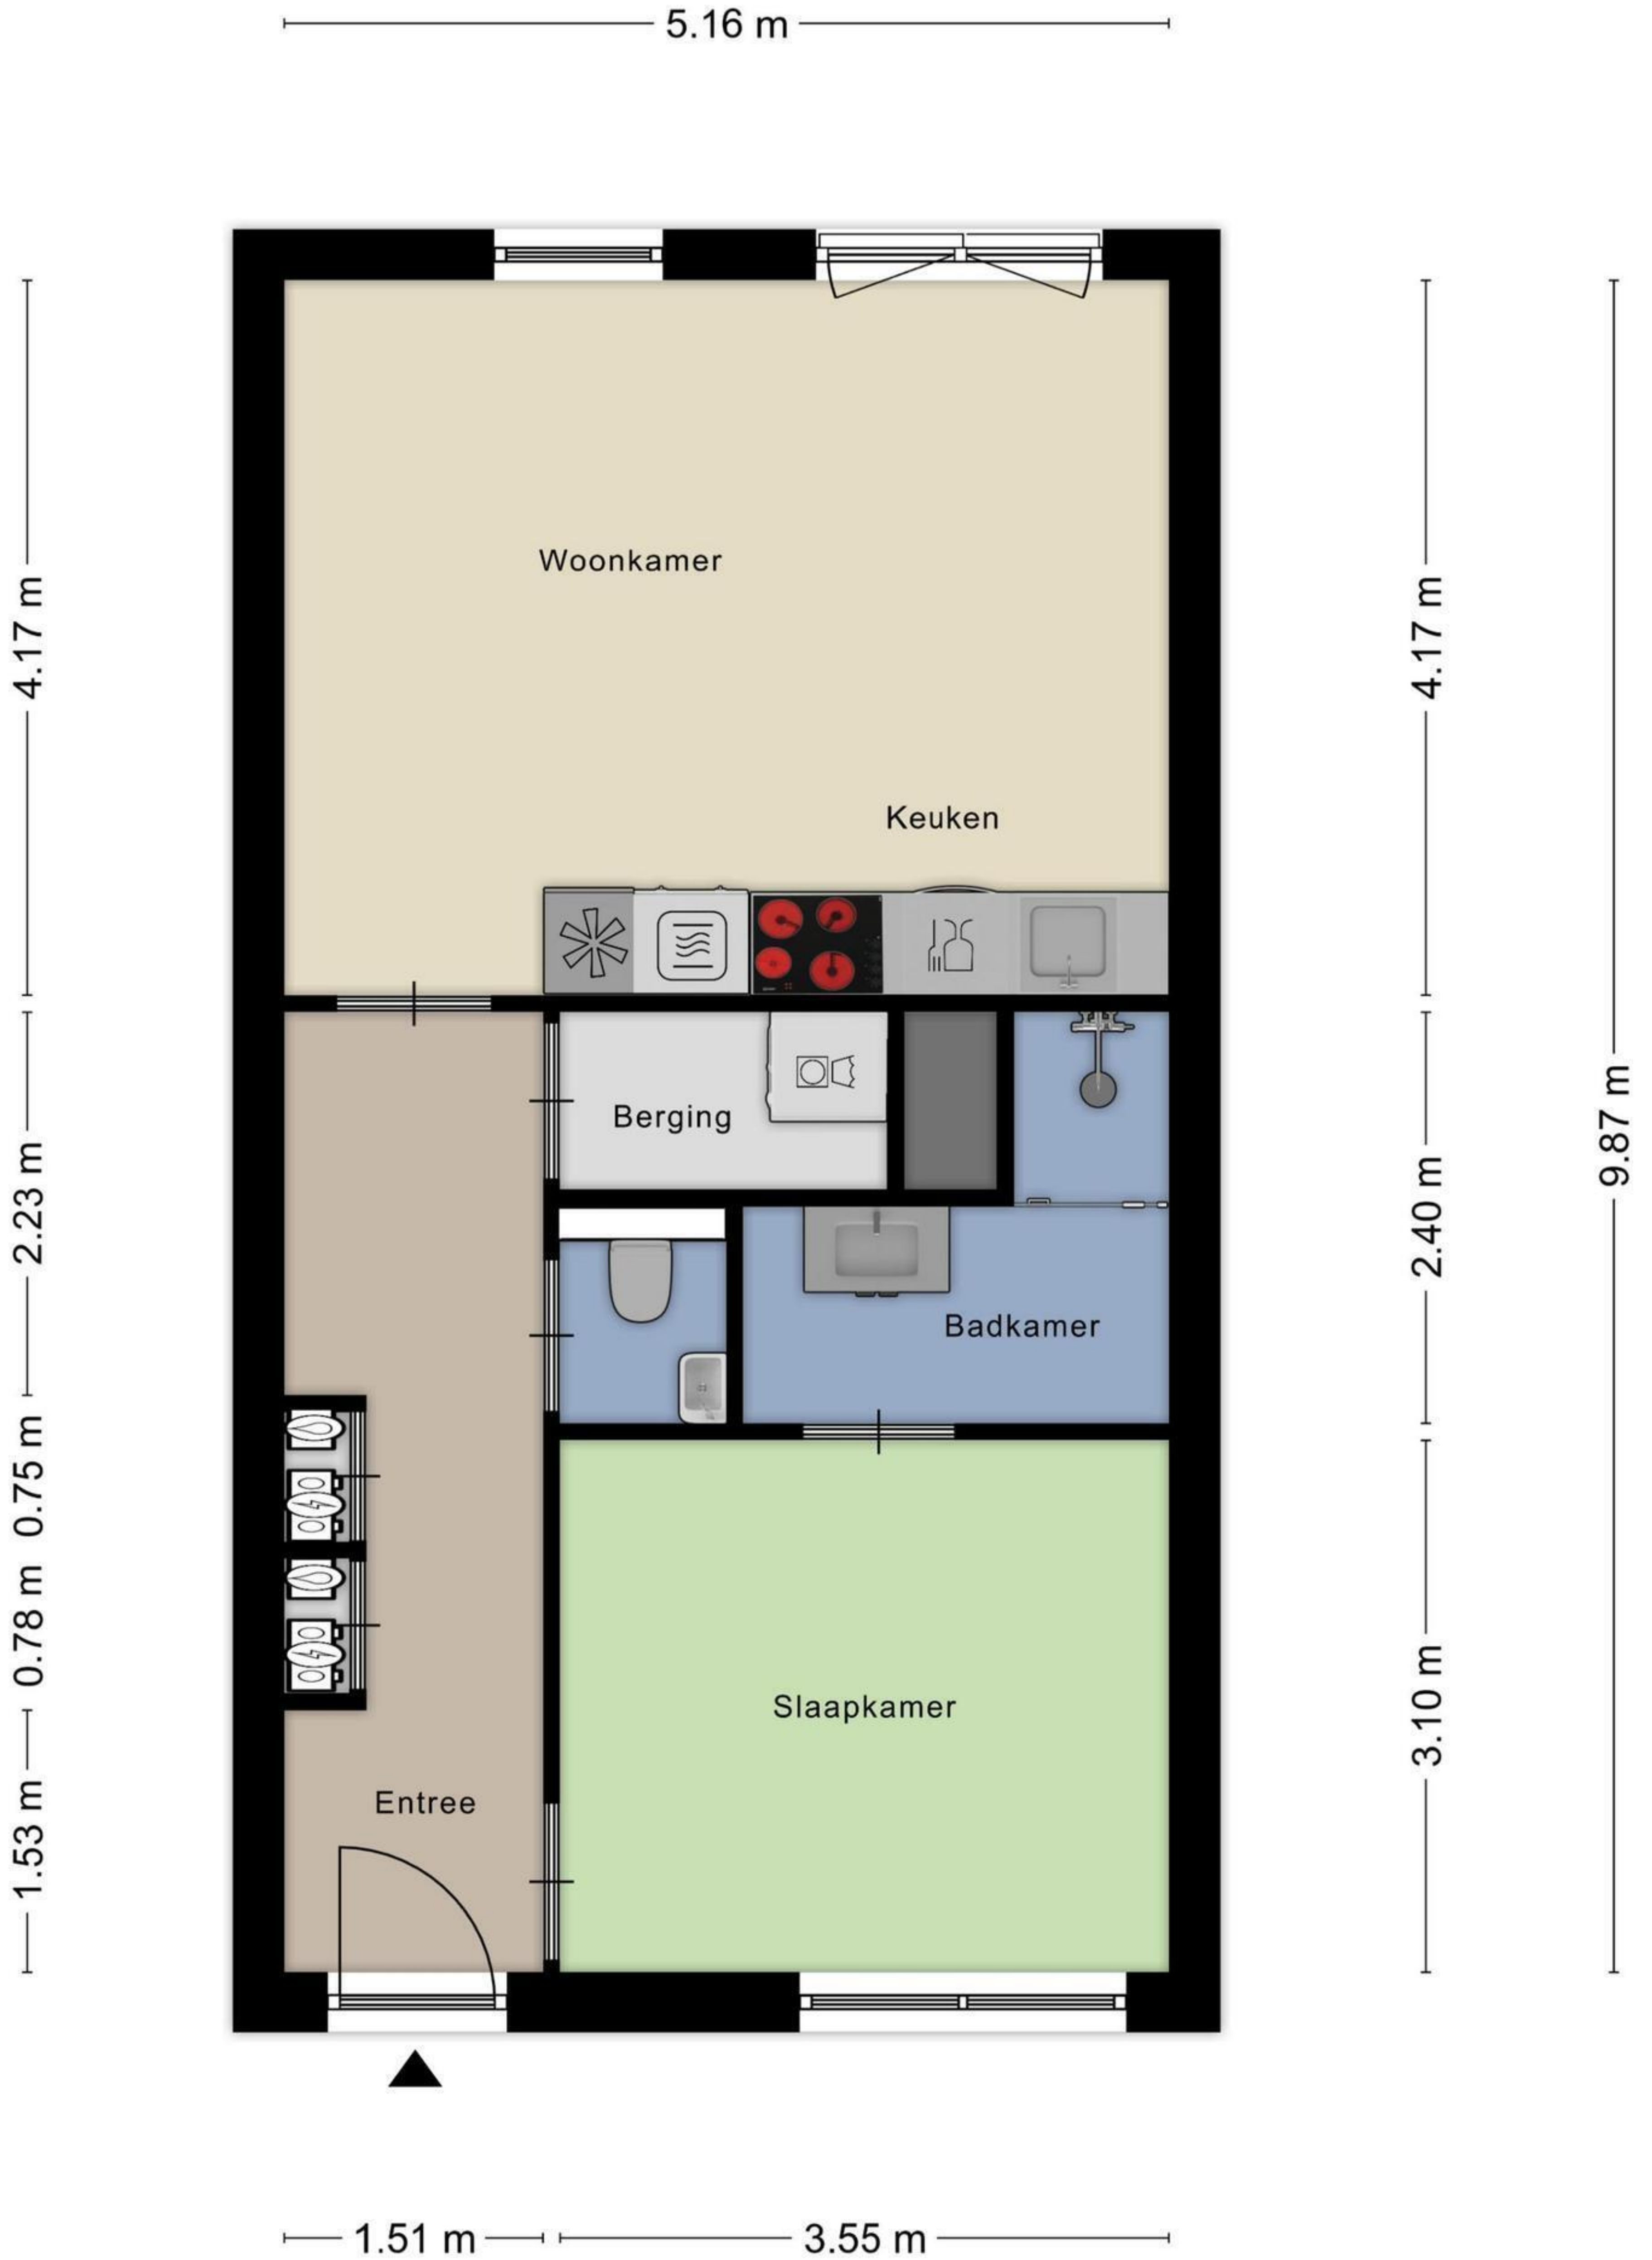 5.16 m
Woonkamer
4.17 m
4.17 m
Keuken
Berging
9.87 m
2.23 m
2.40 m
Badkamer
0.75 m
0.78 m
Slaapkamer
3.10 m
Entree
1.53 m
1.51 m
3.55 m